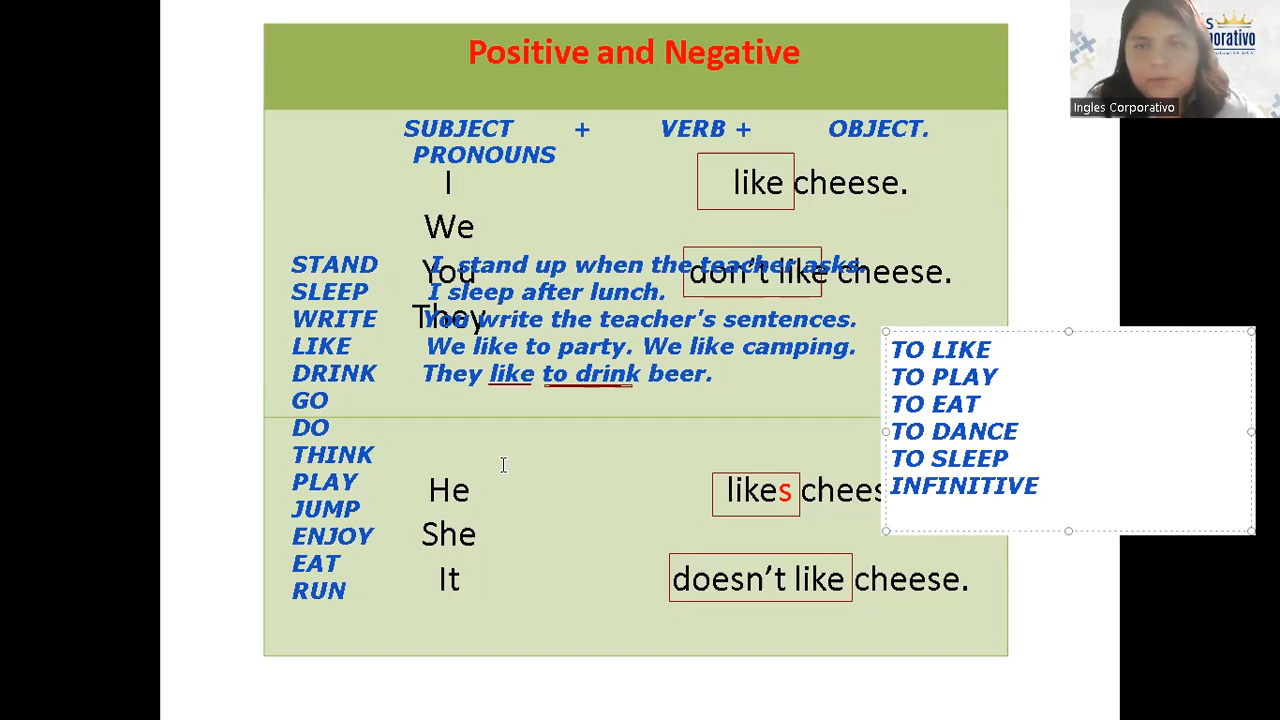 Positive and Negative
SUBJECT + VERB + OBJECT.
PRONOUNS
I like cheese.
We
You don't like cheese.
They
STAND I stand up when the teacher asks.
SLEEP I sleep after lunch.
WRITE You write the teacher's sentences.
LIKE We like to party. We like camping.
DRINK They like to drink beer.
GO
DO
THINK
PLAY
JUMP
ENJOY
EAT
RUN
He likes chees
She
It doesn't like cheese.
TO LIKE
TO PLAY
TO EAT
TO DANCE
TO SLEEP
INFINITIVE
Ingles Corporativo